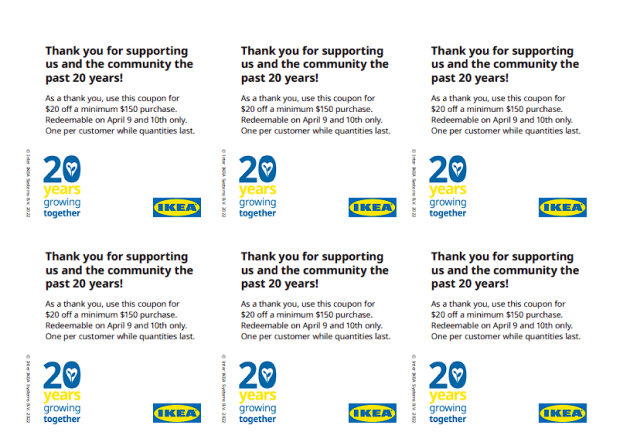 Thank you for supporting
us and the community the
past 20 years!
As a thank you, use this coupon for
$20 off a minimum $150 purchase.
Redeemable on April 9 and 10th only.
One per customer while quantities last.
© Inter IKEA Systems B.V. 2022
20
years
growing
together
IKEA
Thank you for supporting
us and the community the
past 20 years!
As a thank you, use this coupon for
$20 off a minimum $150 purchase.
Redeemable on April 9 and 10th only.
One per customer while quantities last.
© Inter IKEA Systems B.V. 2022
20
years
growing
together
IKEA
Thank you for supporting
us and the community the
past 20 years!
As a thank you, use this coupon for
$20 off a minimum $150 purchase.
Redeemable on April 9 and 10th only.
One per customer while quantities last.
© Inter IKEA Systems B.V. 2022
20
years
growing
together
IKEA
Thank you for supporting
us and the community the
past 20 years!
As a thank you, use this coupon for
$20 off a minimum $150 purchase.
Redeemable on April 9 and 10th only.
One per customer while quantities last.
© Inter IKEA Systems B.V. 2022
20
years
growing
together
IKEA
Thank you for supporting
us and the community the
past 20 years!
As a thank you, use this coupon for
$20 off a minimum $150 purchase.
Redeemable on April 9 and 10th only.
One per customer while quantities last.
© Inter IKEA Systems B.V. 2022
20
years
growing
together
IKEA
Thank you for supporting
us and the community the
past 20 years!
As a thank you, use this coupon for
$20 off a minimum $150 purchase.
Redeemable on April 9 and 10th only.
One per customer while quantities last.
© Inter IKEA Systems B.V. 2022
20
years
growing
together
IKEA